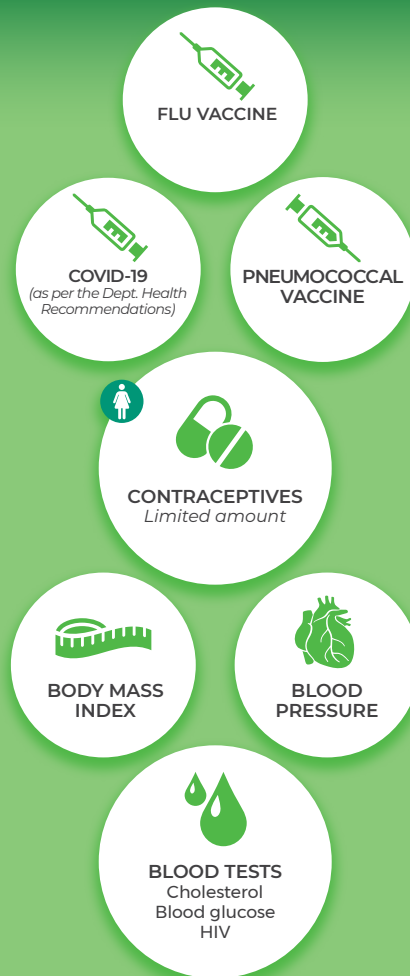 FLU VACCINE
COVID-19
(as per the Dept. Health
Recommendations)
PNEUMOCOCCAL
VACCINE
CONTRACEPTIVES
Limited amount
BODY MASS
INDEX
BLOOD
PRESSURE
BLOOD TESTS
Cholesterol
Blood glucose
HIV